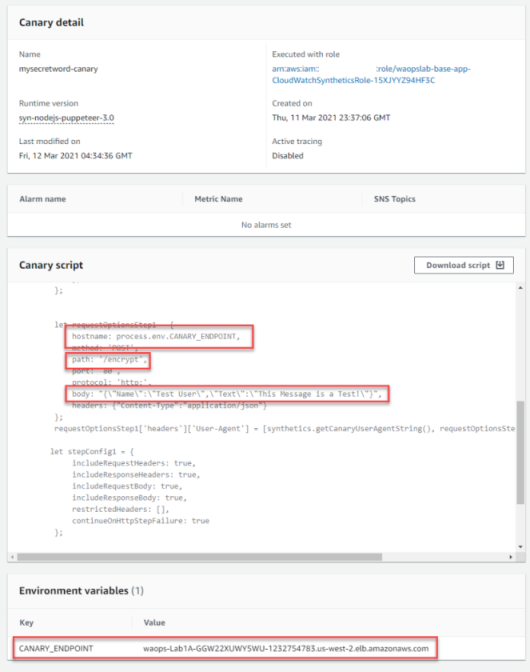 Canary detail
Name
mysecretword-canary
Executed with role
arn:aws:iam:: :role/waopslab-base-app-
CloudWatchSyntheticsRole-15XJYYZ94HF3C
Runtime version
syn-nodejs-puppeteer-3.0
Created on
Thu, 11 Mar 2021 23:37:06 GMT
Last modified on
Fri, 12 Mar 2021 04:34:36 GMT
Active tracing
Disabled
Alarm name Metric Name SNS Topics
No alarms set
Canary script Download script
};
let requestOptionsStep1 = {
hostname: process.env.CANARY_ENDPOINT,
method: 'POST',
path: "/encrypt",
port: '80',
protocol: 'http:',
body: "{\"Name\":\"Test User\",\"Text\":\"This Message is a Test!\"}",
headers: {"Content-Type":"application/json"}
};
requestOptionsStep1['headers']['User-Agent'] = [synthetics.getCanaryUserAgentString(), requestOptionsSte
let stepConfig1 = {
includeRequestHeaders: true,
includeResponseHeaders: true,
includeRequestBody: true,
includeResponseBody: true,
restrictedHeaders: [],
continueOnHttpStepFailure: true
};
Environment variables (1)
Key Value
CANARY_ENDPOINT waops-Lab1A-GGW22XUWY5WU-1232754783.us-west-2.elb.amazonaws.com